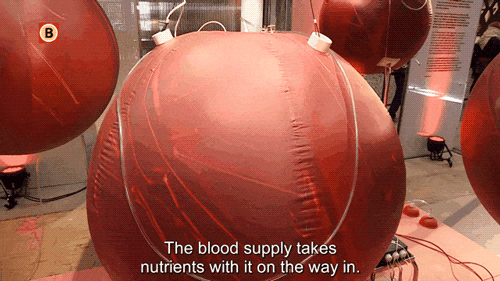 B
The blood supply takes
nutrients with it on the way in.